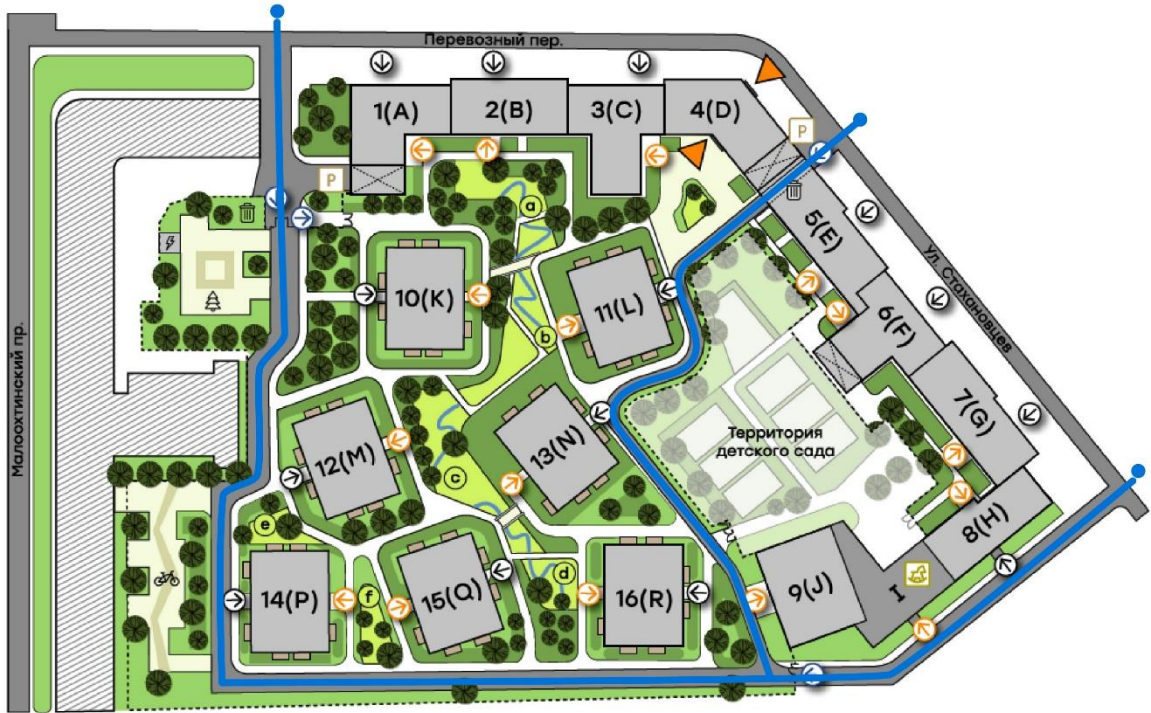 Перевозный пер.
1(A)
2(B)
3(C)
4(D)
P
P
a
5(E)
10(K)
11(L)
b
6(F)
ул. Стахановцев
Малоохтинский пр.
7(G)
12(M)
13(N)
Территория
детского сада
c
e
8(H)
14(P)
f
15(Q)
d
16(R)
9(J)
I